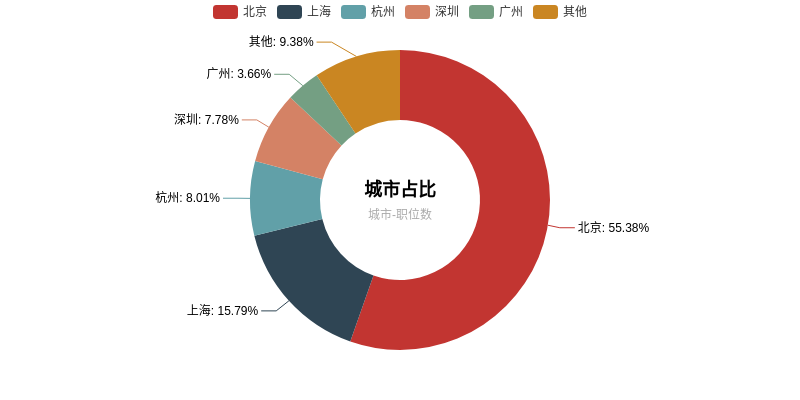 北京 上海 杭州 深圳 广州 其他
其他: 9.38%
广州: 3.66%
深圳: 7.78%
杭州: 8.01%
城市占比
城市-职位数
北京: 55.38%
上海: 15.79%